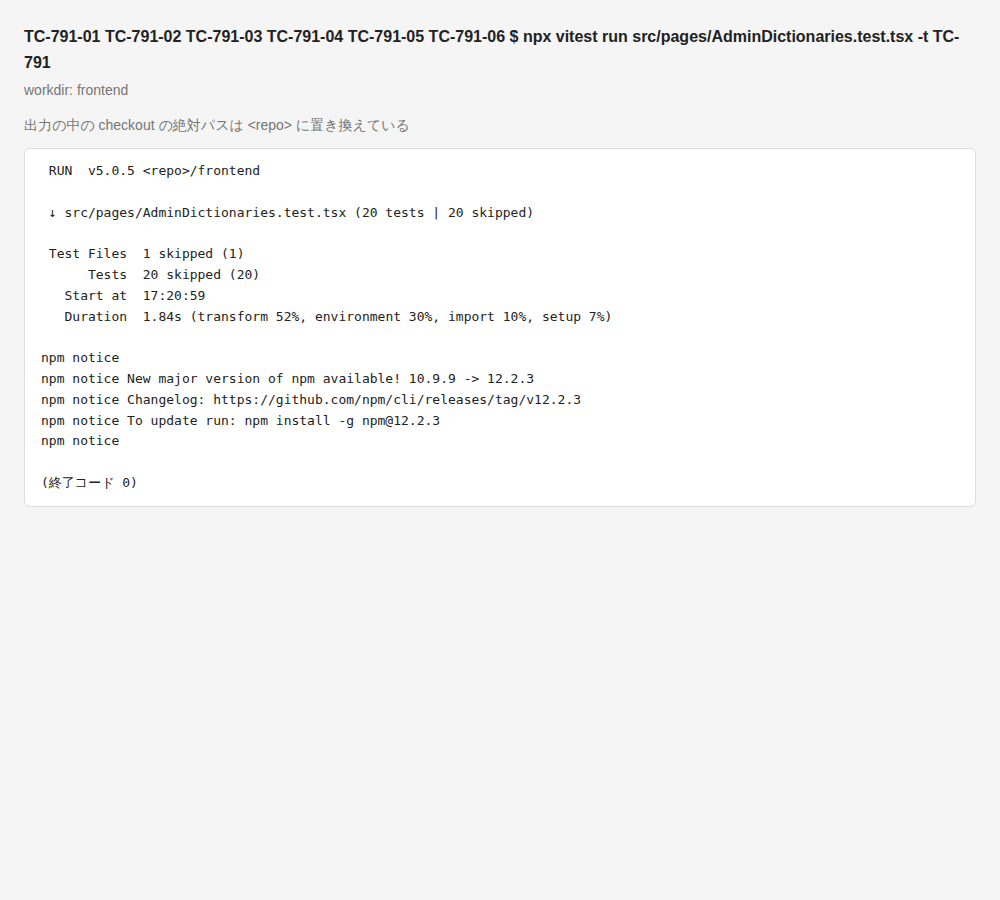 TC-791-01 TC-791-02 TC-791-03 TC-791-04 TC-791-05 TC-791-06 $ npx vitest run src/pages/AdminDictionaries.test.tsx -t TC-
791
workdir: frontend
出力の中の checkout の絶対パスは <repo> に置き換えている
RUN  v5.0.5 <repo>/frontend
↓ src/pages/AdminDictionaries.test.tsx (20 tests | 20 skipped)
Test Files  1 skipped (1)
Tests  20 skipped (20)
Start at  17:20:59
Duration  1.84s (transform 52%, environment 30%, import 10%, setup 7%)
npm notice
npm notice New major version of npm available! 10.9.9 -> 12.2.3
npm notice Changelog: https://github.com/npm/cli/releases/tag/v12.2.3
npm notice To update run: npm install -g npm@12.2.3
npm notice
(終了コード 0)